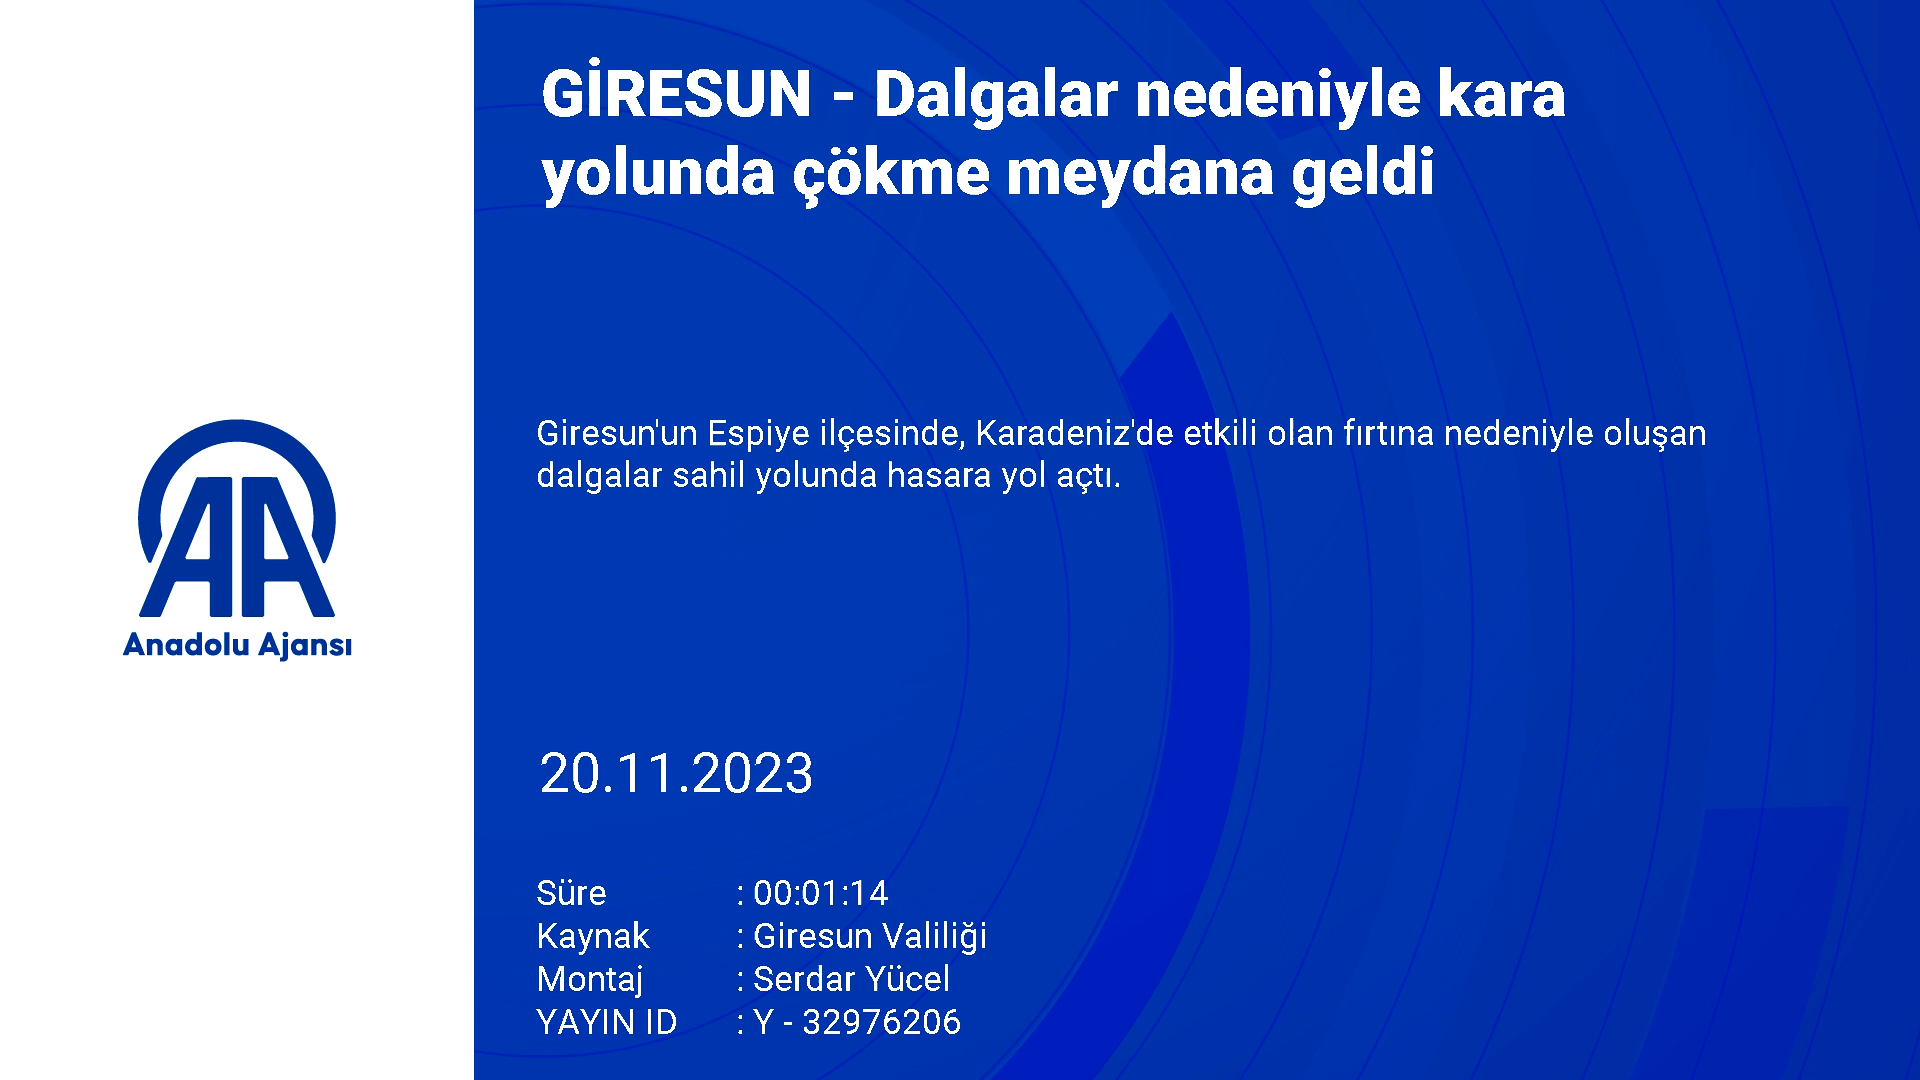 GİRESUN - Dalgalar nedeniyle kara
yolunda çökme meydana geldi
Giresun'un Espiye ilçesinde, Karadeniz'de etkili olan fırtına nedeniyle oluşan
dalgalar sahil yolunda hasara yol açtı.
AA
Anadolu Ajansı
20.11.2023
Süre : 00:01:14
Kaynak : Giresun Valiliği
Montaj : Serdar Yücel
YAYIN ID : Y - 32976206